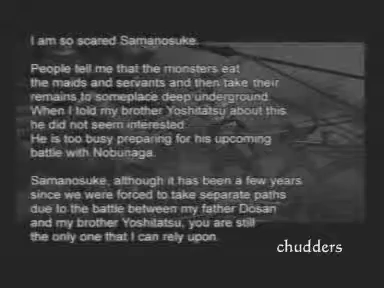 I am so scared Samanosuke.
People tell me that the monsters eat
the maids and servants and then take their
remains to someplace deep underground.
When I told my brother Yoshitatsu about this
he did not seem interested.
He is too busy preparing for his upcoming
battle with Nobunaga.
Samanosuke, although it has been a few years
since we were forced to take separate paths
due to the battle between my father Dosan
and my brother Yoshitatsu, you are still
the only one that I can rely upon.
chudders